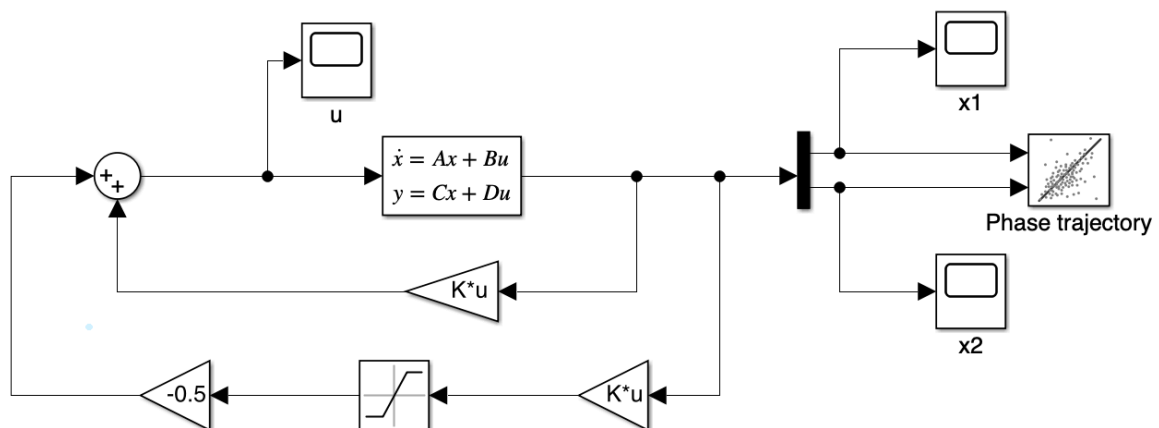 x1
u
++
ẋ = Ax + Bu
y = Cx + Du
Phase trajectory
K*u
x2
-0.5
K*u